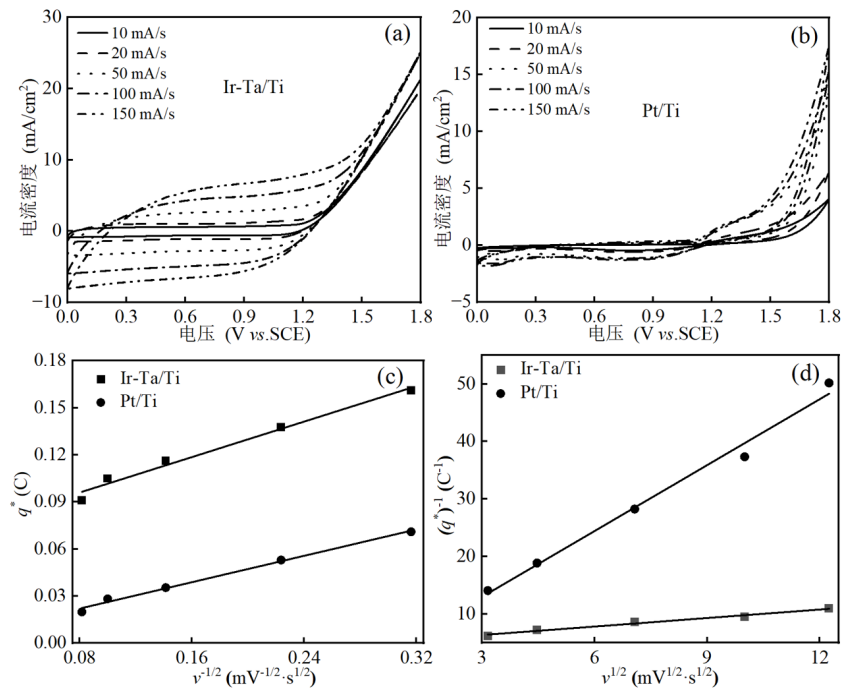 (a)
10 mA/s
20 mA/s
50 mA/s
100 mA/s
150 mA/s
Ir-Ta/Ti
30
20
10
0
−10
0.0 0.3 0.6 0.9 1.2 1.5 1.8
电流密度 (mA/cm²)
电压 (V vs.SCE)
(b)
10 mA/s
20 mA/s
50 mA/s
100 mA/s
150 mA/s
Pt/Ti
20
15
10
5
0
−5
0.0 0.3 0.6 0.9 1.2 1.5 1.8
电流密度 (mA/cm²)
电压 (V vs.SCE)
(c)
Ir-Ta/Ti
Pt/Ti
0.18
0.15
0.12
0.09
0.06
0.03
0.00
0.08 0.16 0.24 0.32
q* (C)
v⁻¹/² (mV⁻¹/²·s¹/²)
(d)
Ir-Ta/Ti
Pt/Ti
50
40
30
20
10
3 6 9 12
(q*)⁻¹ (C⁻¹)
v¹/² (mV¹/²·s¹/²)